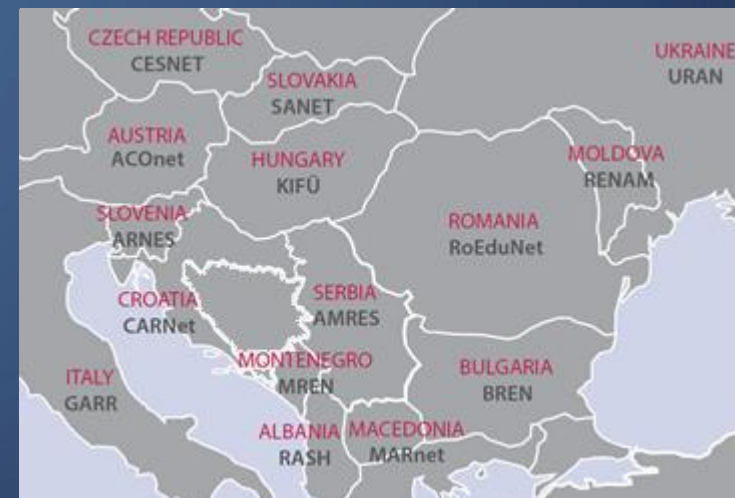 CZECH REPUBLIC
CESNET
UKRAINE
URAN
SLOVAKIA
SANET
AUSTRIA
ACOnet
HUNGARY
KIFÜ
MOLDOVA
RENAM
SLOVENIA
ARNES
ROMANIA
RoEduNet
CROATIA
CARNet
SERBIA
AMRES
MONTENEGRO
MREN
BULGARIA
BREN
ITALY
GARR
ALBANIA
RASH
MACEDONIA
MARnet